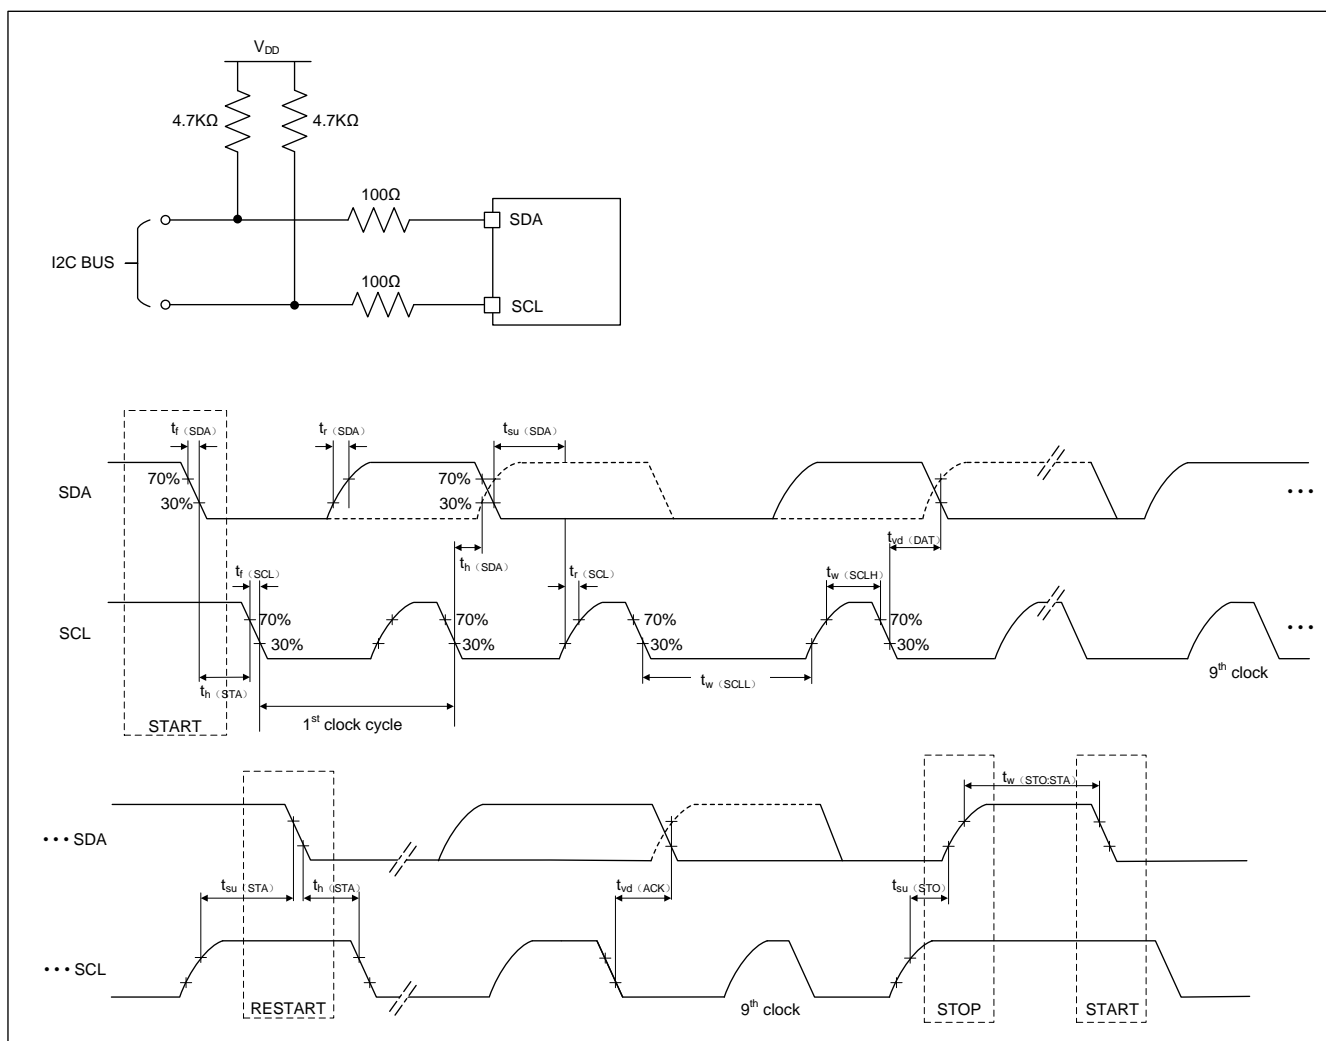 VDD
4.7KΩ 4.7KΩ
100Ω
SDA
I2C BUS
100Ω
SCL
tf（SDA） tr（SDA） tsu（SDA）
70% 70%
SDA
30% 30%
...
th（SDA） tvd（DAT）
tf（SCL） tr（SCL） tw（SCLH）
70% 70% 70% 70%
SCL
30% 30% 30% 30%
...
th（STA） tw（SCLL） 9th clock
START 1st clock cycle
tw（STO:STA）
... SDA
tsu（STA） th（STA） tvd（ACK） tsu（STO）
... SCL
RESTART 9th clock STOP START